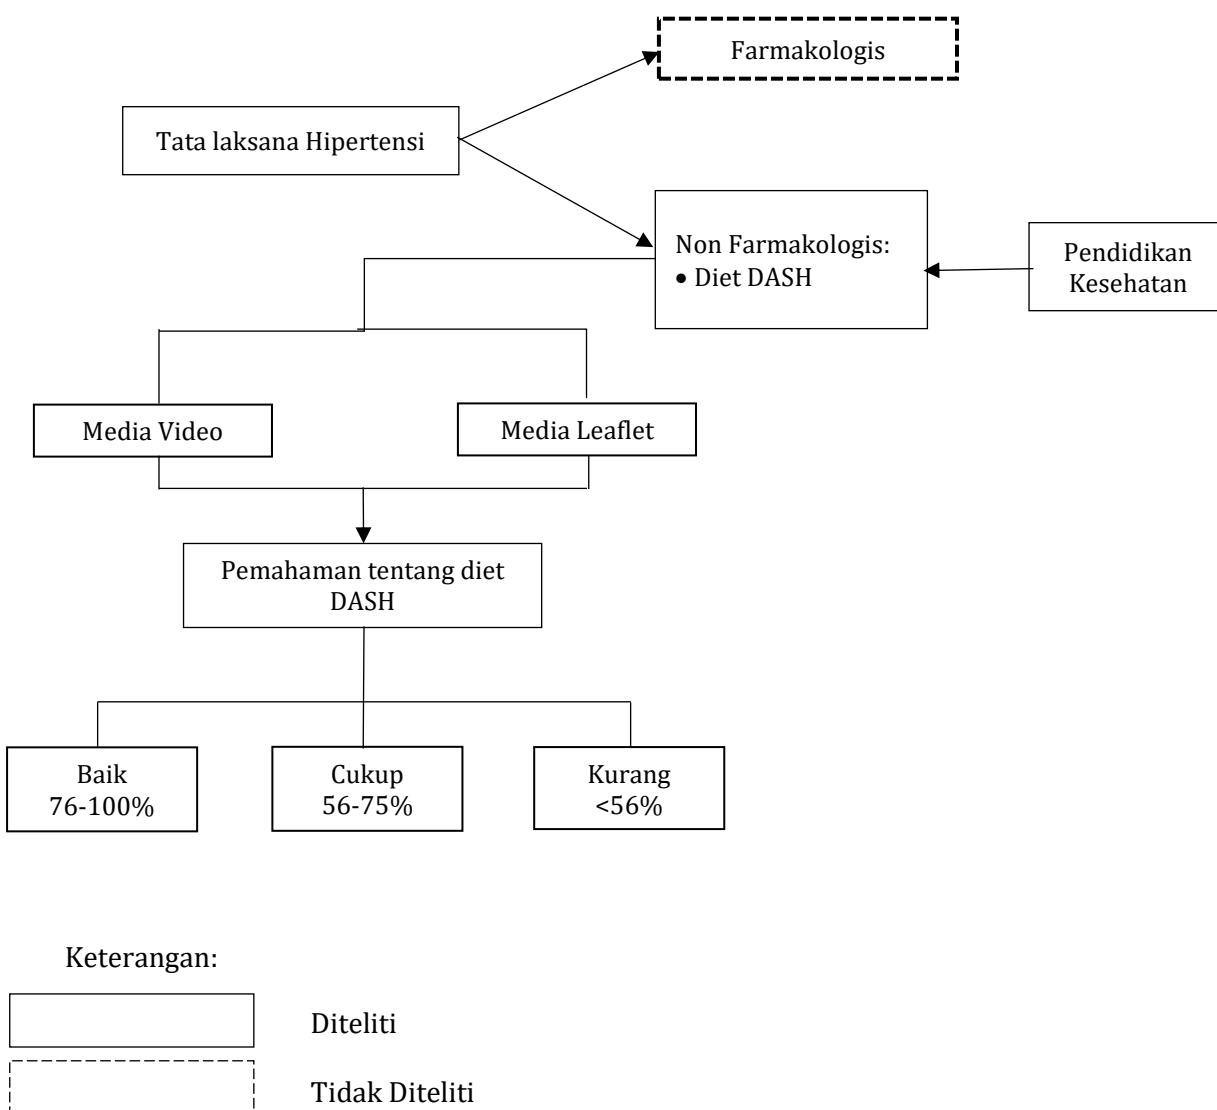 Farmakologis
Tata laksana Hipertensi
Non Farmakologis:
• Diet DASH
Pendidikan
Kesehatan
Media Video
Media Leaflet
Pemahaman tentang diet
DASH
Baik
76-100%
Cukup
56-75%
Kurang
<56%
Keterangan:
Diteliti
Tidak Diteliti